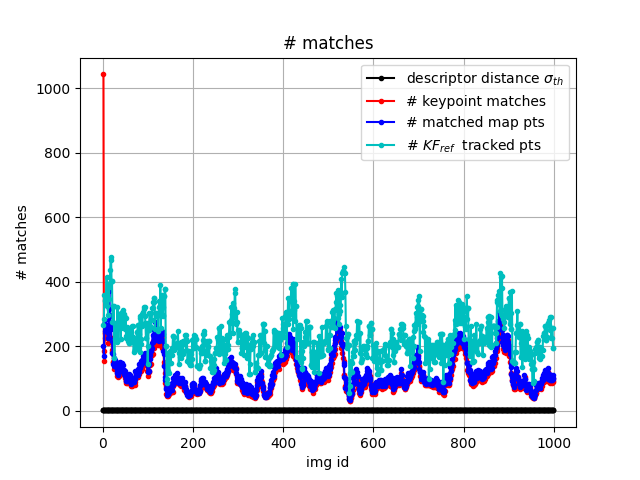 # matches
descriptor distance σ_th
# keypoint matches
# matched map pts
# KF_ref tracked pts
1000
800
600
400
200
0
# matches
0 200 400 600 800 1000
img id